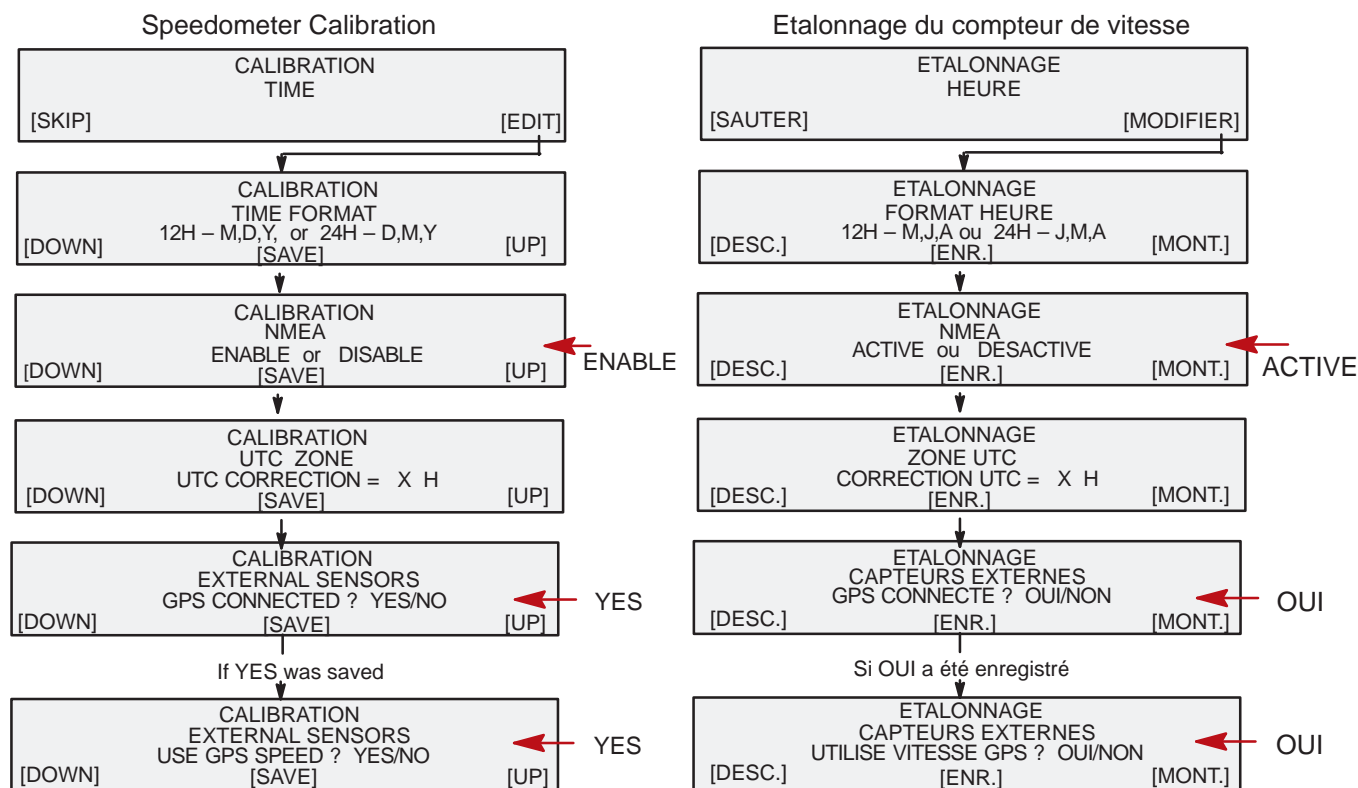 Speedometer Calibration
CALIBRATION
TIME
[SKIP] [EDIT]
CALIBRATION
TIME FORMAT
12H – M,D,Y, or 24H – D,M,Y
[DOWN] [SAVE] [UP]
CALIBRATION
NMEA
ENABLE or DISABLE
[DOWN] [SAVE] [UP]
ENABLE
CALIBRATION
UTC ZONE
UTC CORRECTION = X H
[DOWN] [SAVE] [UP]
CALIBRATION
EXTERNAL SENSORS
GPS CONNECTED ? YES/NO
[DOWN] [SAVE] [UP]
YES
If YES was saved
CALIBRATION
EXTERNAL SENSORS
USE GPS SPEED ? YES/NO
[DOWN] [SAVE] [UP]
YES
Etalonnage du compteur de vitesse
ETALONNAGE
HEURE
[SAUTER] [MODIFIER]
ETALONNAGE
FORMAT HEURE
12H – M,J,A ou 24H – J,M,A
[DESC.] [ENR.] [MONT.]
ETALONNAGE
NMEA
ACTIVE ou DESACTIVE
[DESC.] [ENR.] [MONT.]
ACTIVE
ETALONNAGE
ZONE UTC
CORRECTION UTC = X H
[DESC.] [ENR.] [MONT.]
ETALONNAGE
CAPTEURS EXTERNES
GPS CONNECTE ? OUI/NON
[DESC.] [ENR.] [MONT.]
OUI
Si OUI a été enregistré
ETALONNAGE
CAPTEURS EXTERNES
UTILISE VITESSE GPS ? OUI/NON
[DESC.] [ENR.] [MONT.]
OUI